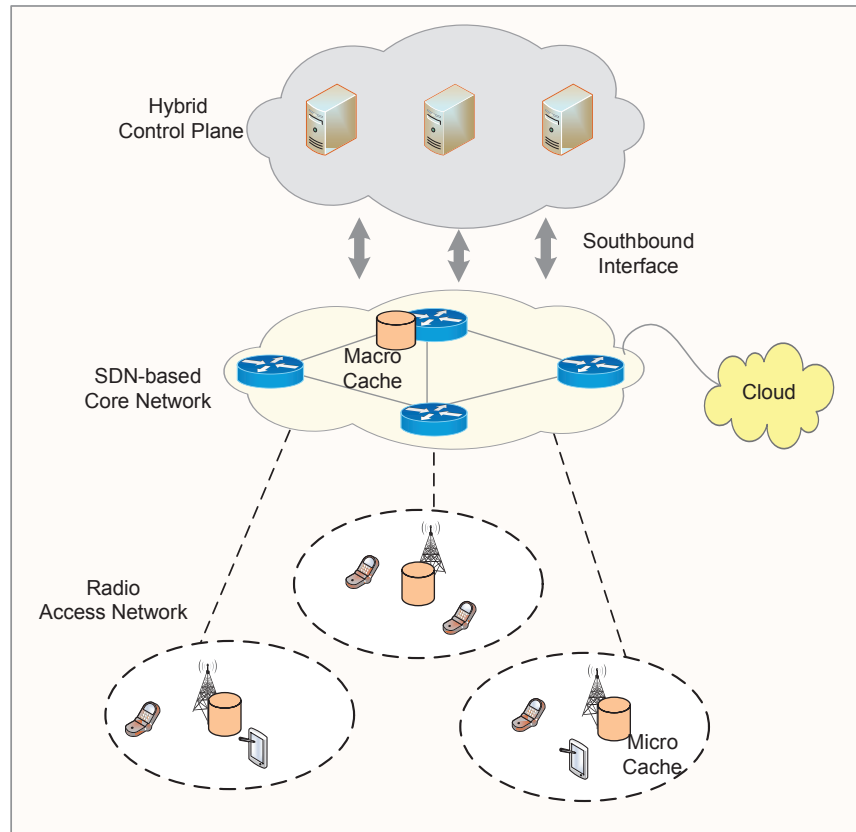 Hybrid
Control Plane
Southbound
Interface
Macro
Cache
SDN-based
Core Network
Cloud
Radio
Access Network
Micro
Cache